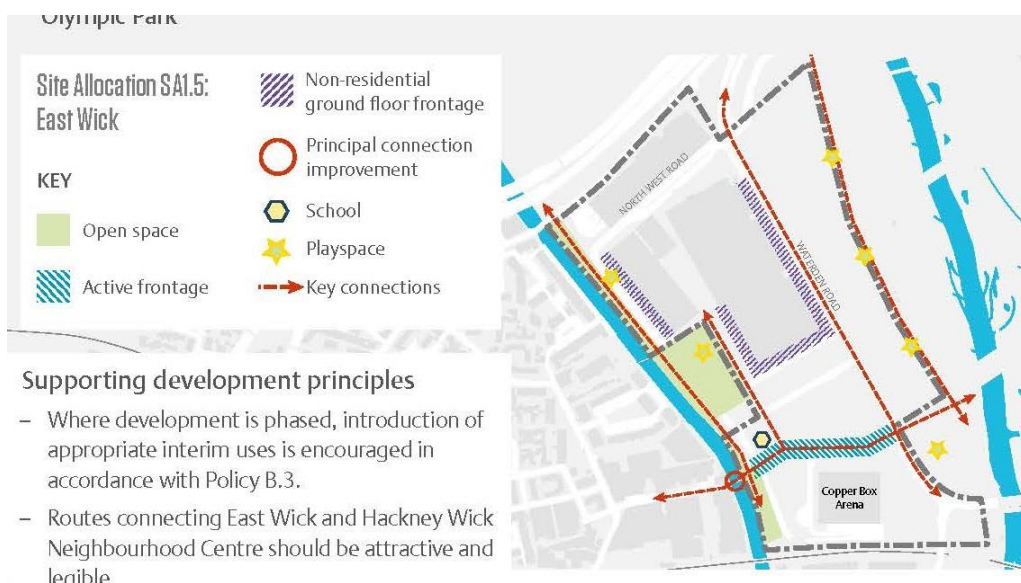 Olympic Park
Site Allocation SA1.5:
East Wick
KEY
Open space
Active frontage
Non-residential
ground floor frontage
Principal connection
improvement
School
Playspace
Key connections
NORTH WEST ROAD
WATERDEN ROAD
Copper Box
Arena
Supporting development principles
– Where development is phased, introduction of
appropriate interim uses is encouraged in
accordance with Policy B.3.
– Routes connecting East Wick and Hackney Wick
Neighbourhood Centre should be attractive and
legible